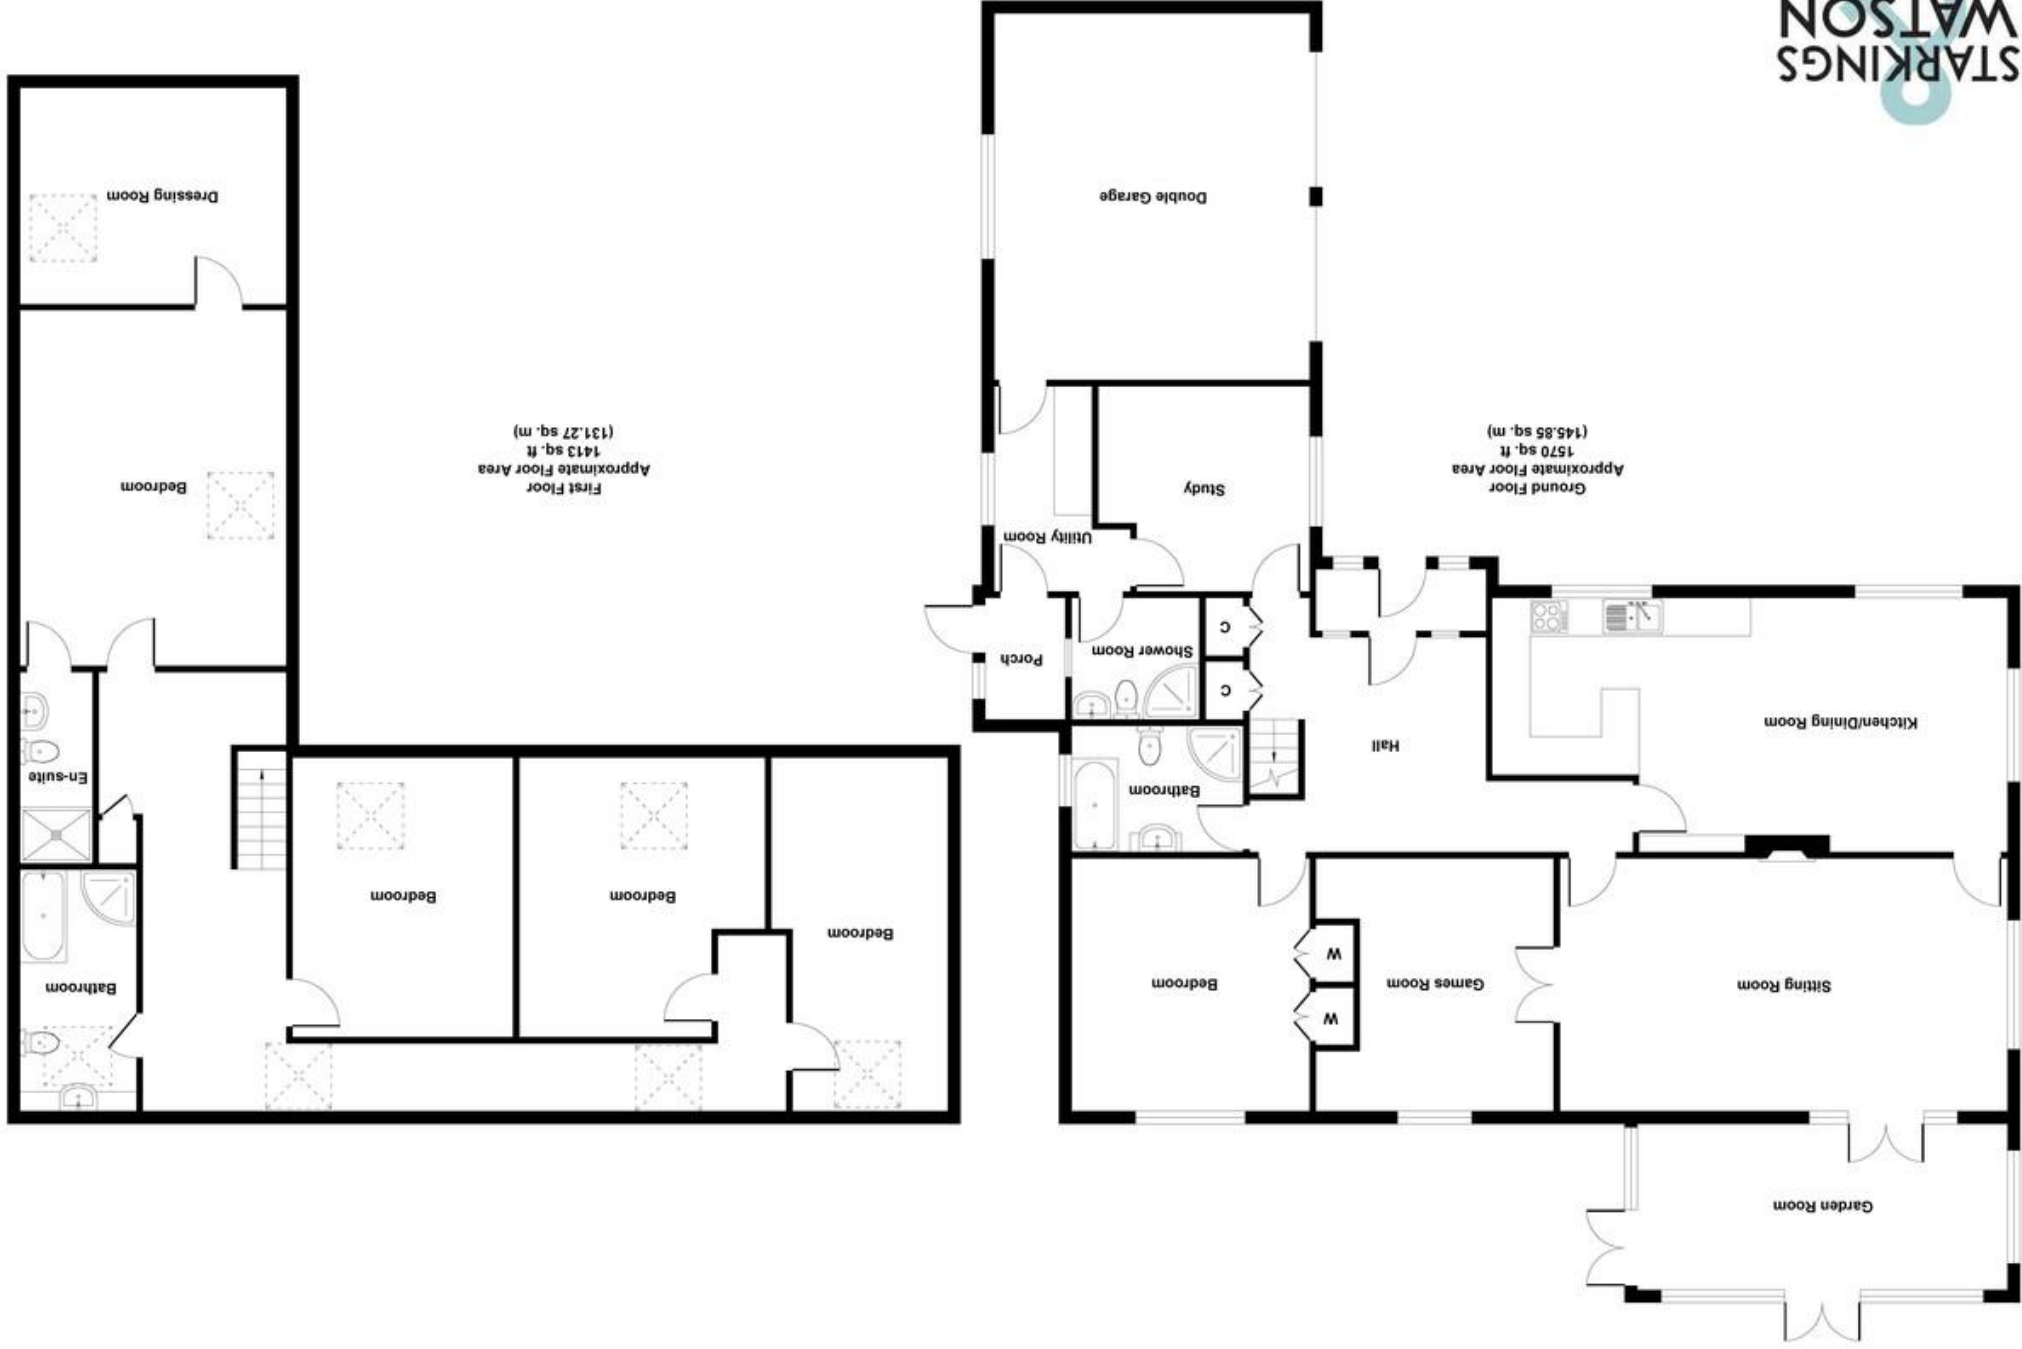 Garden Room
Sitting Room
Games Room
W
W
Bedroom
Kitchen/Dining Room
Hall
Bathroom
C
C
Shower Room
Porch
Utility Room
Study
Double Garage
Ground Floor
Approximate Floor Area
1570 sq. ft
(145.85 sq. m)
Bedroom
Bedroom
Bedroom
Bathroom
En-suite
Bedroom
Dressing Room
First Floor
Approximate Floor Area
1413 sq. ft
(131.27 sq. m)
STARKINGS
WATSON